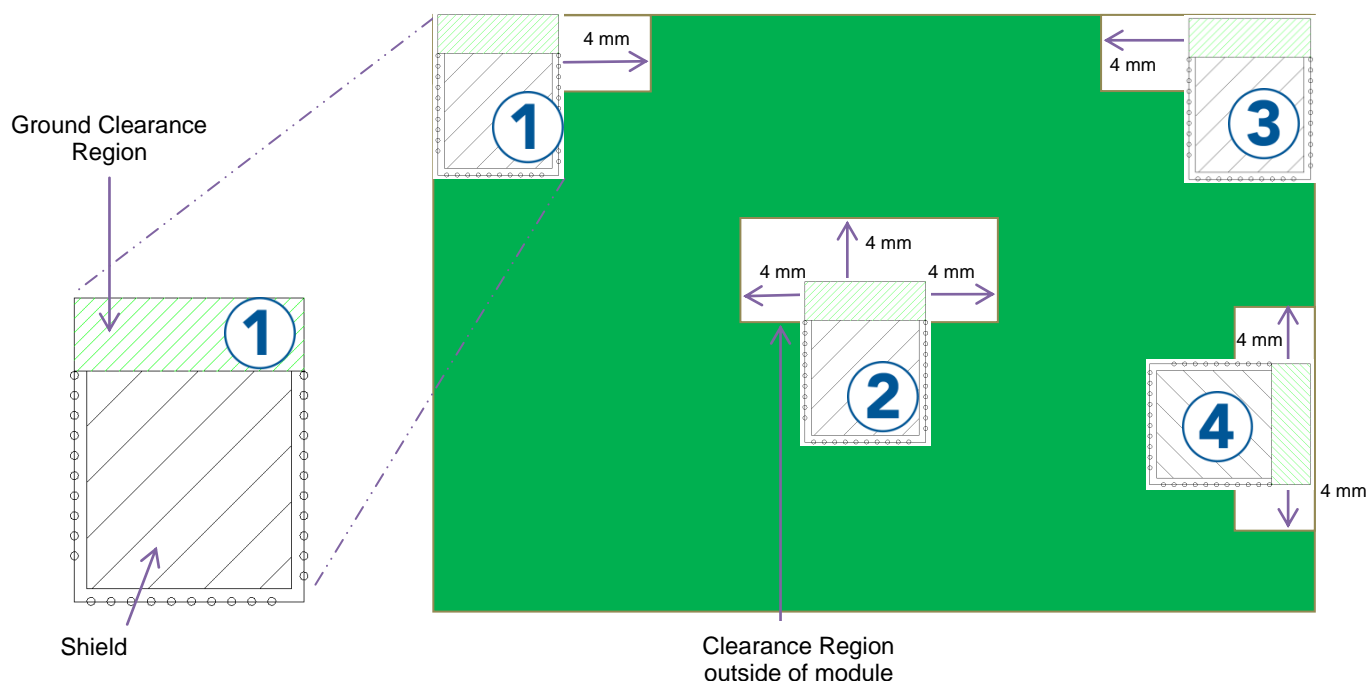 4 mm
4 mm
1
3
Ground Clearance
Region
4 mm
4 mm
4 mm
1
4 mm
2
4
4 mm
Shield
Clearance Region
outside of module